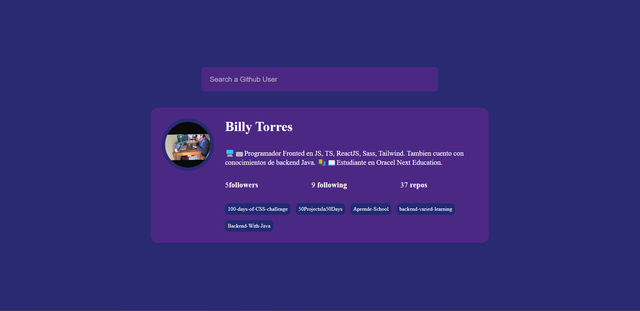 Search a Github User
Billy Torres
Programador Fronted en JS, TS, ReactJS, Sass, Tailwind. Tambien cuento con
conocimientos de backend Java. Estudiante en Oracel Next Education.
5followers 9 following 37 repos
100-days-of-CSS-challenge 50ProjectsIn50Days Aprende-School backend-varied-learning
Backend-With-Java